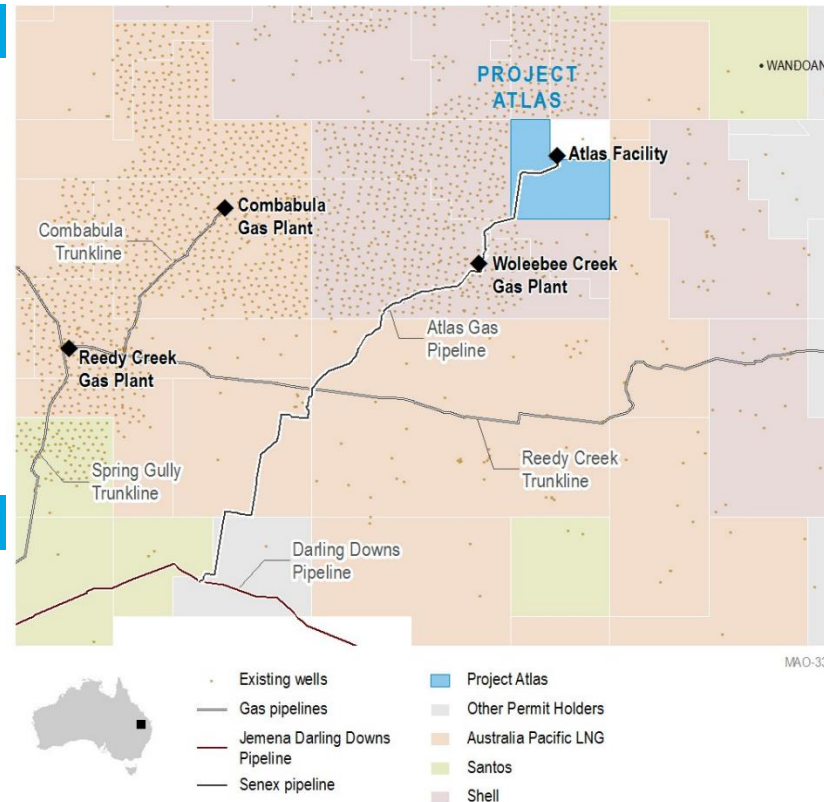 PROJECT
ATLAS
WANDOAN
Atlas Facility
Combabula
Gas Plant
Combabula
Trunkline
Woleebee Creek
Gas Plant
Atlas Gas
Pipeline
Reedy Creek
Gas Plant
Spring Gully
Trunkline
Reedy Creek
Trunkline
Darling Downs
Pipeline
MAO-33
Existing wells
Gas pipelines
Jemena Darling Downs
Pipeline
Senex pipeline
Project Atlas
Other Permit Holders
Australia Pacific LNG
Santos
Shell